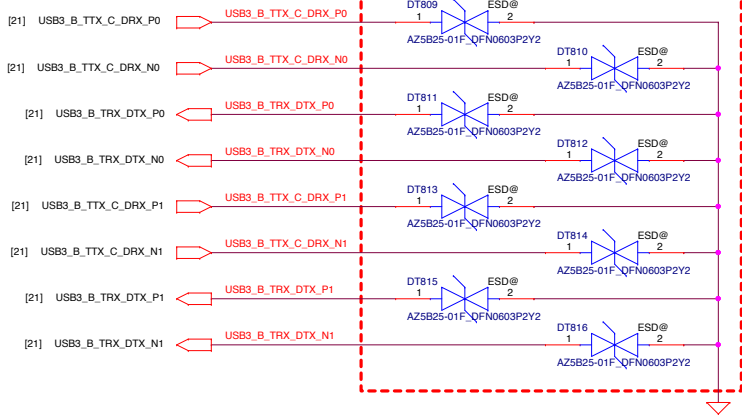 [21] USB3_B_TTX_C_DRX_P0 USB3_B_TTX_C_DRX_P0 DT809 ESD@
1 2
AZ5B25-01F_DFN0603P2Y2
[21] USB3_B_TTX_C_DRX_N0 USB3_B_TTX_C_DRX_N0 DT810 ESD@
1 2
AZ5B25-01F_DFN0603P2Y2
[21] USB3_B_TRX_DTX_P0 USB3_B_TRX_DTX_P0 DT811 ESD@
1 2
AZ5B25-01F_DFN0603P2Y2
[21] USB3_B_TRX_DTX_N0 USB3_B_TRX_DTX_N0 DT812 ESD@
1 2
AZ5B25-01F_DFN0603P2Y2
[21] USB3_B_TTX_C_DRX_P1 USB3_B_TTX_C_DRX_P1 DT813 ESD@
1 2
AZ5B25-01F_DFN0603P2Y2
[21] USB3_B_TTX_C_DRX_N1 USB3_B_TTX_C_DRX_N1 DT814 ESD@
1 2
AZ5B25-01F_DFN0603P2Y2
[21] USB3_B_TRX_DTX_P1 USB3_B_TRX_DTX_P1 DT815 ESD@
1 2
AZ5B25-01F_DFN0603P2Y2
[21] USB3_B_TRX_DTX_N1 USB3_B_TRX_DTX_N1 DT816 ESD@
1 2
AZ5B25-01F_DFN0603P2Y2